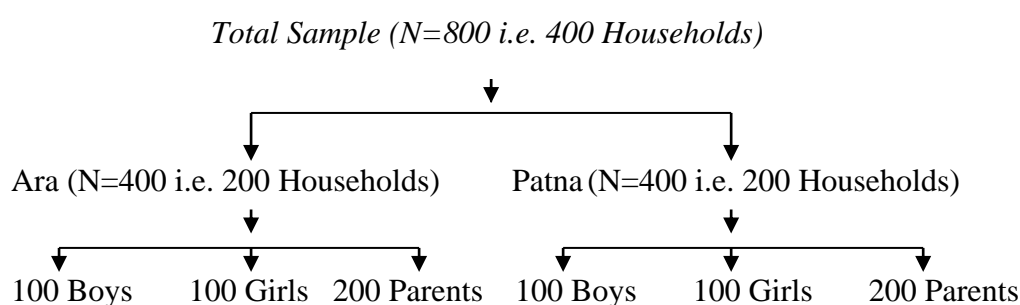 Total Sample (N=800 i.e. 400 Households)
Ara (N=400 i.e. 200 Households) Patna (N=400 i.e. 200 Households)
100 Boys 100 Girls 200 Parents 100 Boys 100 Girls 200 Parents